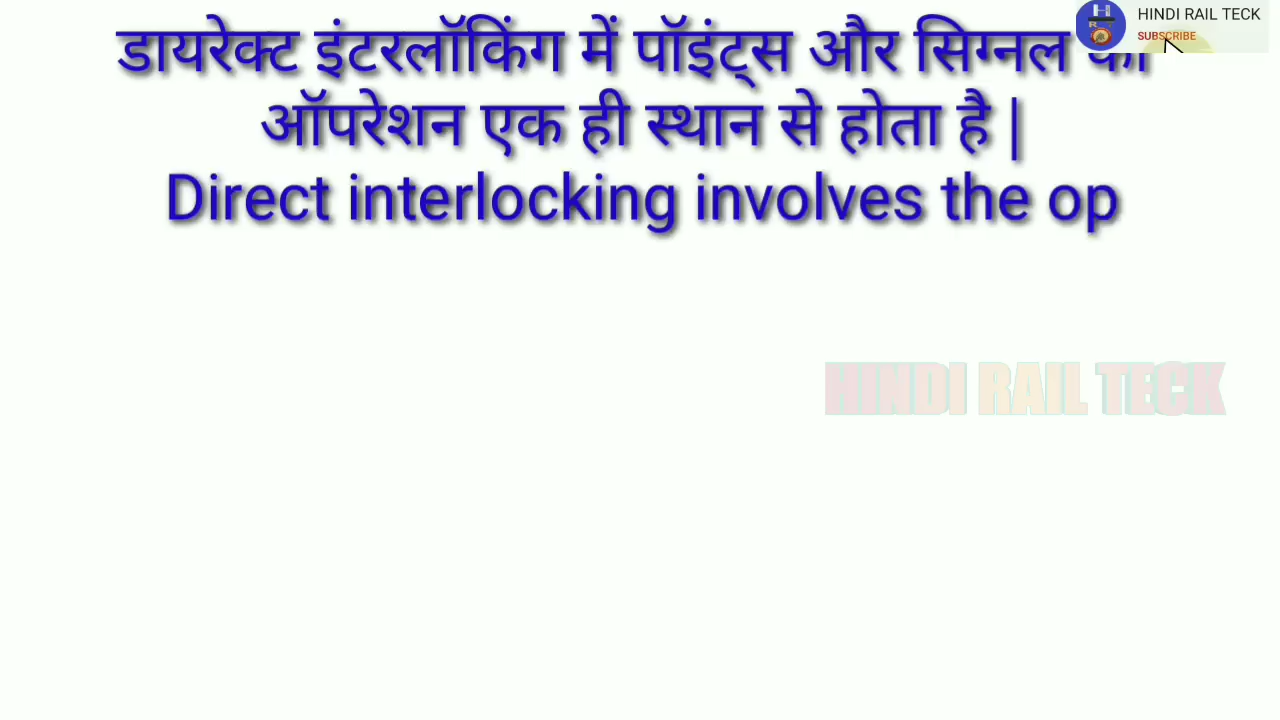 डायरेक्ट इंटरलॉकिंग में पॉइंट्स और सिग्नल
ऑपरेशन एक ही स्थान से होता है |
Direct interlocking involves the op
HINDI RAIL TECK
SUBSCRIBE
HINDI RAIL TECK